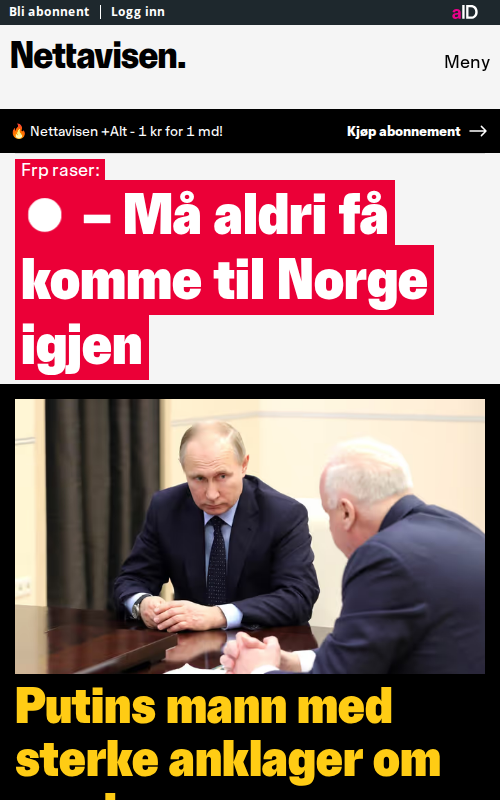 Bli abonnent | Logg inn
aID
Nettavisen.
Meny
🔥 Nettavisen +Alt - 1 kr for 1 md!
Kjøp abonnement →
Frp raser:
– Må aldri få
komme til Norge
igjen
Putins mann med
sterke anklager om